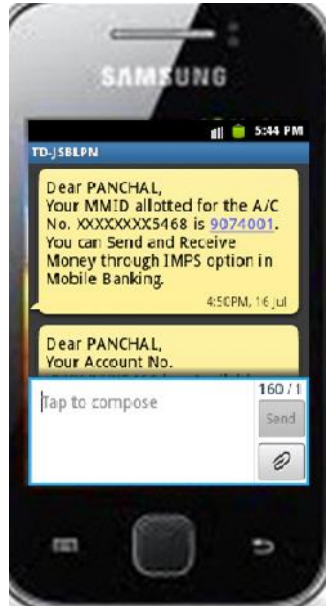 SAMSUNG
5:44 PM
TD-JSBLPN
Dear PANCHAL,
Your MMID allotted for the A/C
No. XXXXXXX5468 is 9074001.
You can Send and Receive
Money through IMPS option in
Mobile Banking.
4:50PM, 16 Jul
Dear PANCHAL,
Your Account No.
160 / 1
Tap to compose
Send